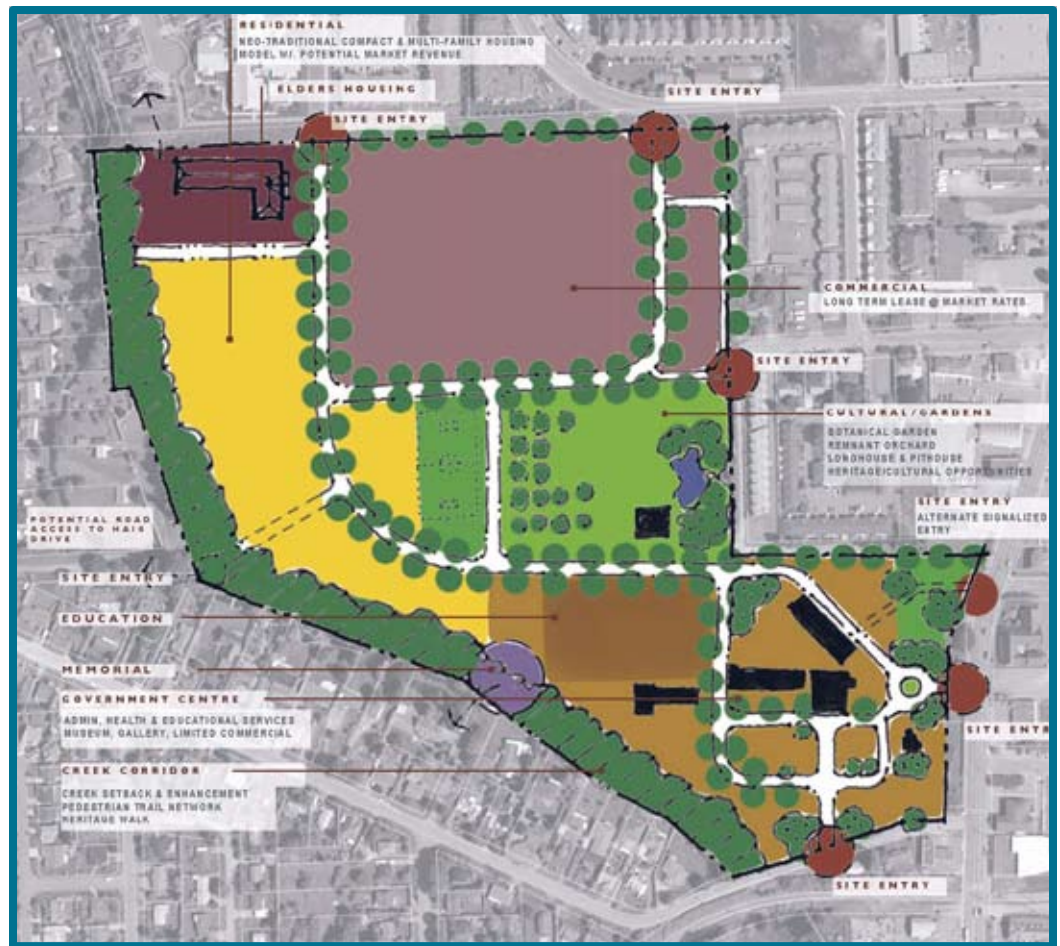 RESIDENTIAL
NEO-TRADITIONAL COMPACT & MULTI-FAMILY HOUSING
MODEL W/. POTENTIAL MARKET REVENUE
ELDERS HOUSING
SITE ENTRY
SITE ENTRY
COMMERCIAL
LONG TERM LEASE @ MARKET RATES
SITE ENTRY
CULTURAL/GARDENS
BOTANICAL GARDEN
REMNANT ORCHARD
LONGHOUSE & PITHOUSE
HERITAGE/CULTURAL OPPORTUNITIES
SITE ENTRY
ALTERNATE SIGNALIZED
ENTRY
POTENTIAL ROAD
ACCESS TO HAIG
DRIVE
SITE ENTRY
EDUCATION
MEMORIAL
GOVERNMENT CENTRE
ADMIN, HEALTH & EDUCATIONAL SERVICES
MUSEUM, GALLERY, LIMITED COMMERCIAL
SITE ENTR
CREEK CORRIDOR
CREEK SETBACK & ENHANCEMENT
PEDESTRIAN TRAIL NETWORK
HERITAGE WALK
SITE ENTRY